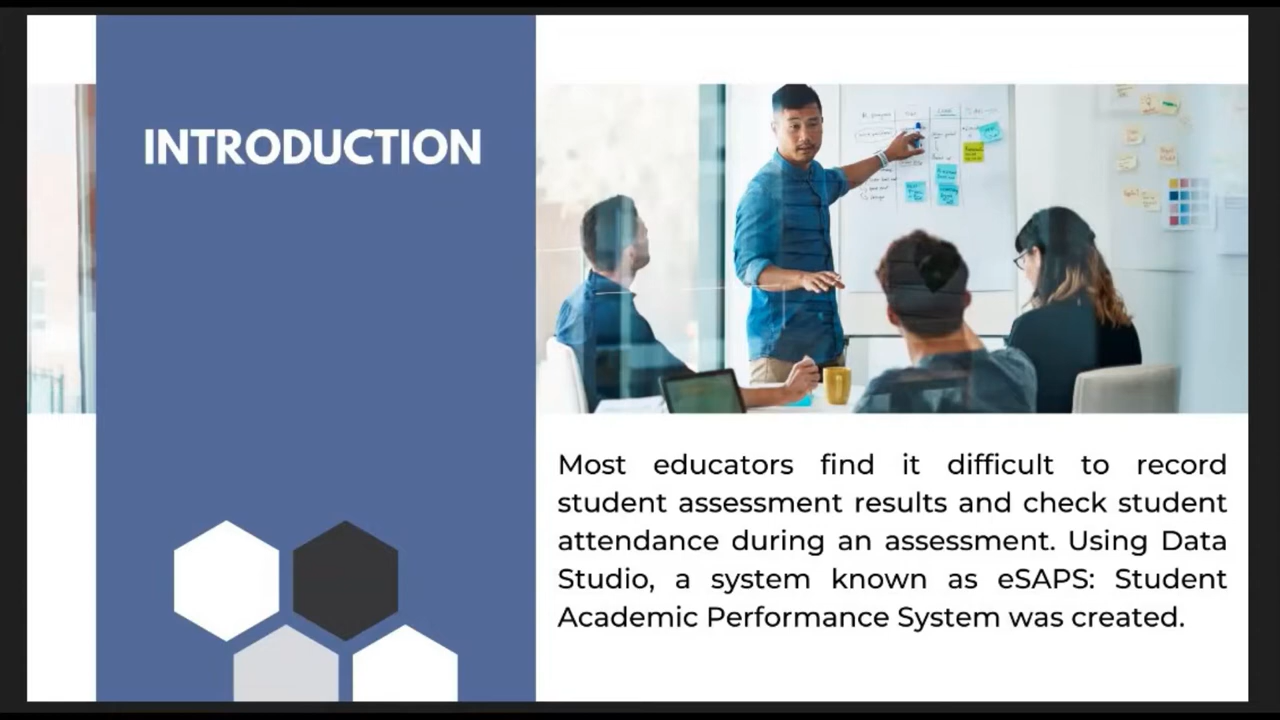 INTRODUCTION
Most educators find it difficult to record
student assessment results and check student
attendance during an assessment. Using Data
Studio, a system known as eSAPS: Student
Academic Performance System was created.